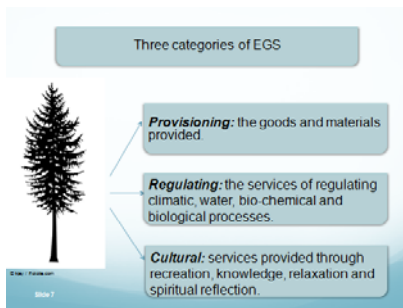 Three categories of EGS
Provisioning: the goods and materials
provided.
Regulating: the services of regulating
climatic, water, bio-chemical and
biological processes.
Cultural: services provided through
recreation, knowledge, relaxation and
spiritual reflection.
Slide 7